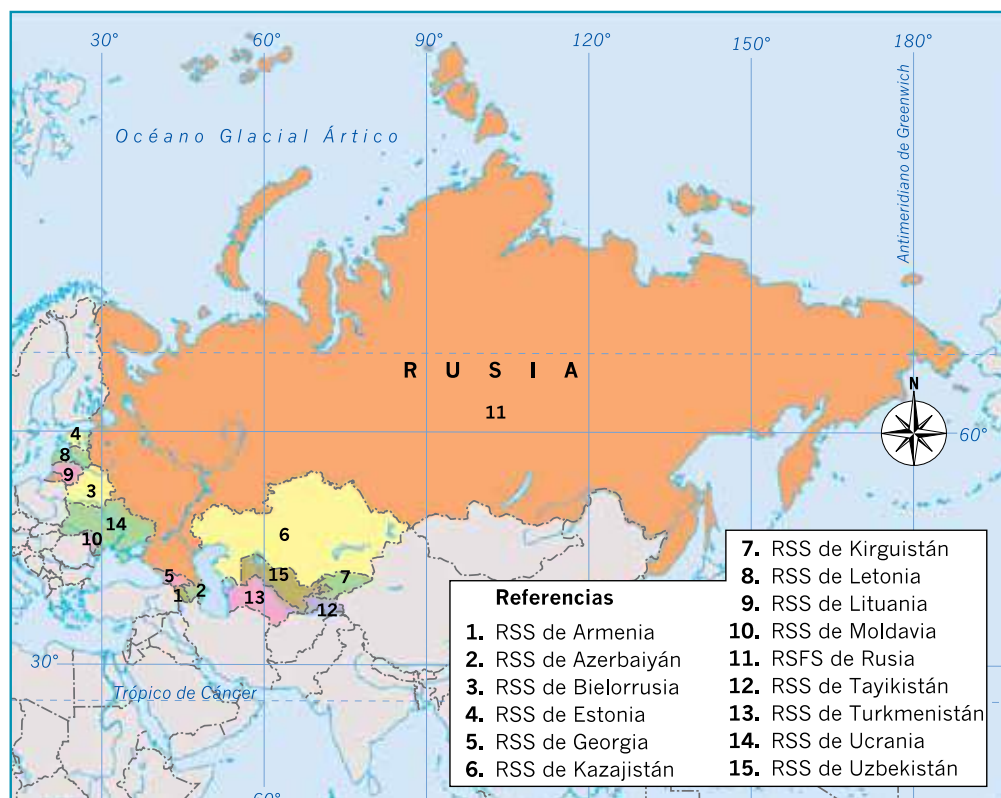 30° 60° 90° 120° 150° 180°
Océano Glacial Ártico
Antimeridiano de Greenwich
RUSIA
11
N
60°
4
8
9
3
14
10
6
5
1
2
15
13
7
12
30°
Trópico de Cáncer
60°
Referencias
1. RSS de Armenia
2. RSS de Azerbaiyán
3. RSS de Bielorrusia
4. RSS de Estonia
5. RSS de Georgia
6. RSS de Kazajistán
7. RSS de Kirguistán
8. RSS de Letonia
9. RSS de Lituania
10. RSS de Moldavia
11. RSFS de Rusia
12. RSS de Tayikistán
13. RSS de Turkmenistán
14. RSS de Ucrania
15. RSS de Uzbekistán